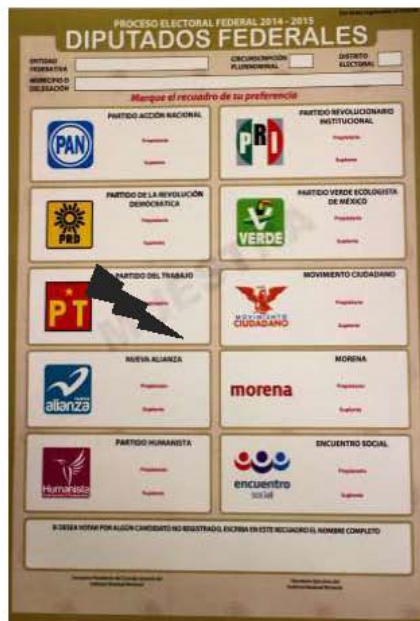 PROCESO ELECTORAL FEDERAL 2014 - 2015
DIPUTADOS FEDERALES
ENTIDAD FEDERATIVA
CIRCUNSCRIPCIÓN PLURINOMINAL
DISTRITO ELECTORAL
MUNICIPIO O DELEGACIÓN
Marque el recuadro de su preferencia
PAN
PARTIDO ACCIÓN NACIONAL
Propietario
Suplente
PRI
PARTIDO REVOLUCIONARIO
INSTITUCIONAL
Propietario
Suplente
PRD
PARTIDO DE LA REVOLUCIÓN
DEMOCRÁTICA
Propietario
Suplente
VERDE
PARTIDO VERDE ECOLOGISTA
DE MÉXICO
Propietario
Suplente
PT
PARTIDO DEL TRABAJO
MOVIMIENTO
CIUDADANO
MOVIMIENTO CIUDADANO
Propietario
Suplente
nueva
alianza
NUEVA ALIANZA
Propietario
Suplente
morena
MORENA
Propietario
Suplente
Humanista
PARTIDO HUMANISTA
Propietario
Suplente
encuentro
social
ENCUENTRO SOCIAL
Propietario
Suplente
SI DESEA VOTAR POR ALGÚN CANDIDATO NO REGISTRADO, ESCRIBA EN ESTE RECUADRO EL NOMBRE COMPLETO